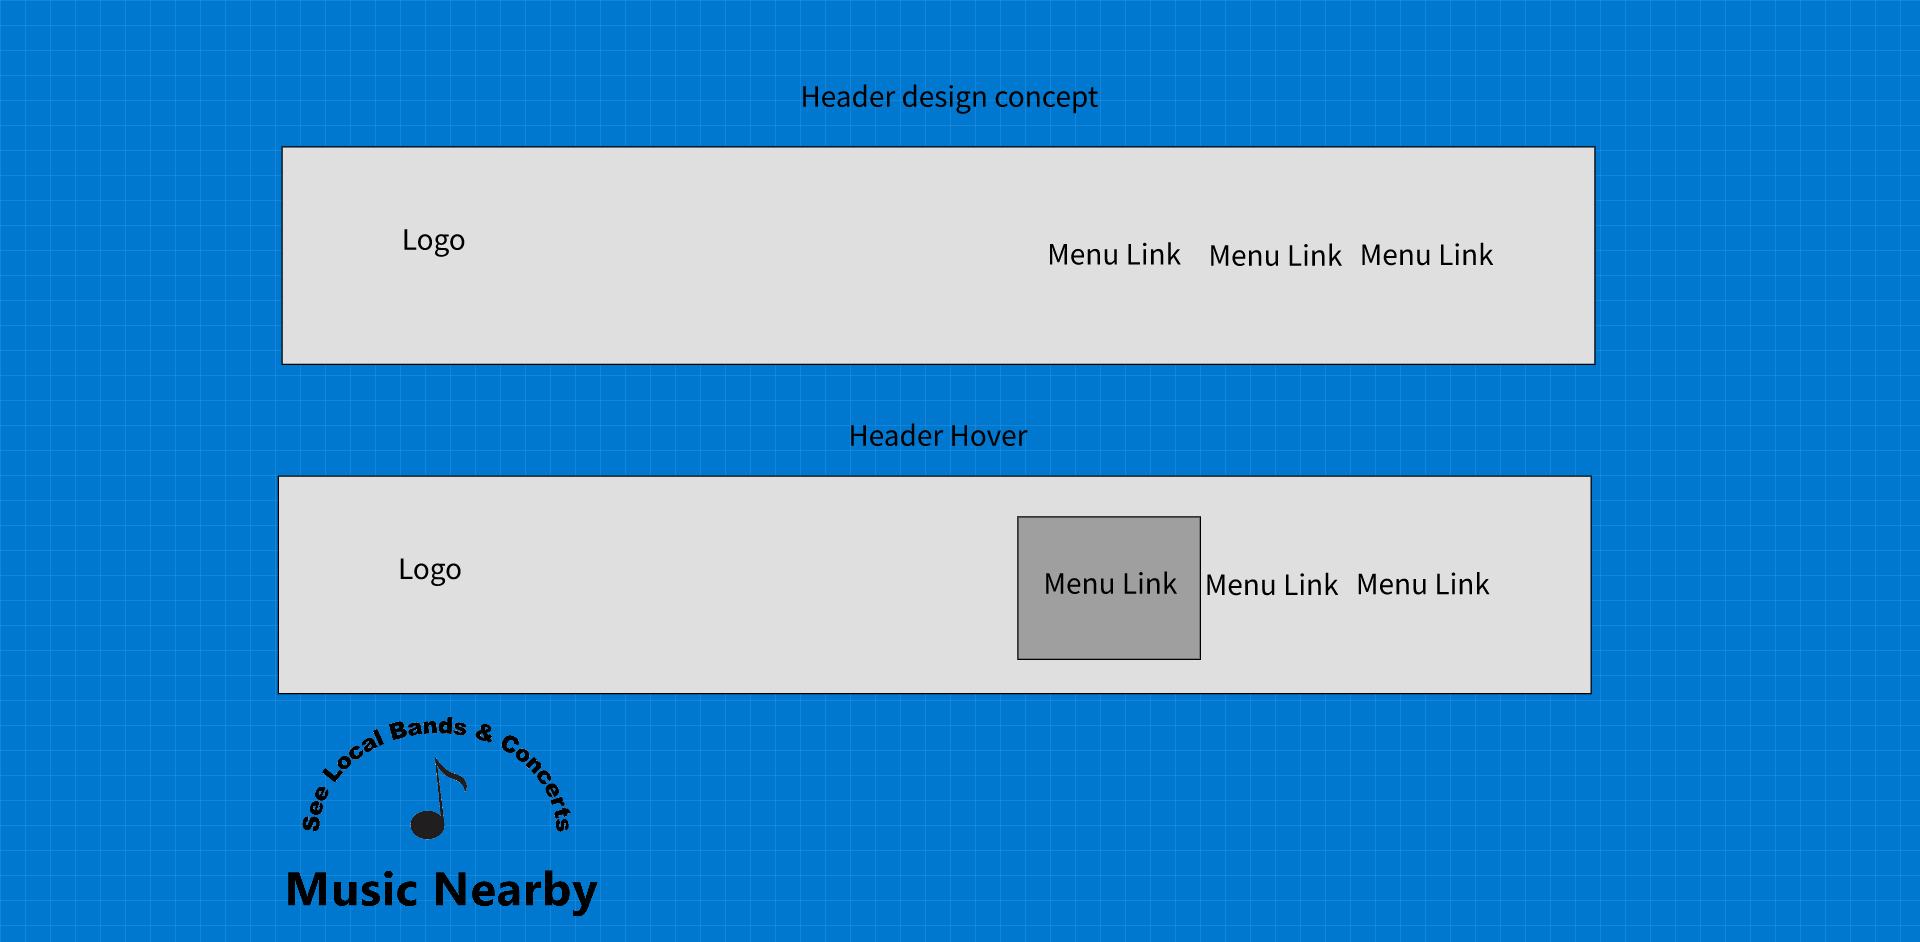 Header design concept
Logo
Menu Link Menu Link Menu Link
Header Hover
Logo
Menu Link Menu Link Menu Link
See Local Bands & Concerts
Music Nearby